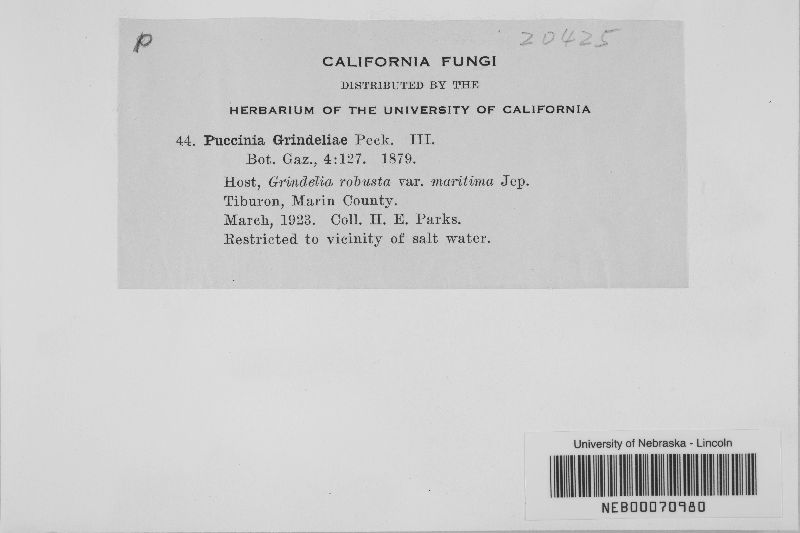 p
20425
CALIFORNIA FUNGI
DISTRIBUTED BY THE
HERBARIUM OF THE UNIVERSITY OF CALIFORNIA
44. Puccinia Grindeliae Peck. III.
Bot. Gaz., 4:127. 1879.
Host, Grindelia robusta var. maritima Jep.
Tiburon, Marin County.
March, 1923. Coll. H. E. Parks.
Restricted to vicinity of salt water.
University of Nebraska - Lincoln
NEB00070980